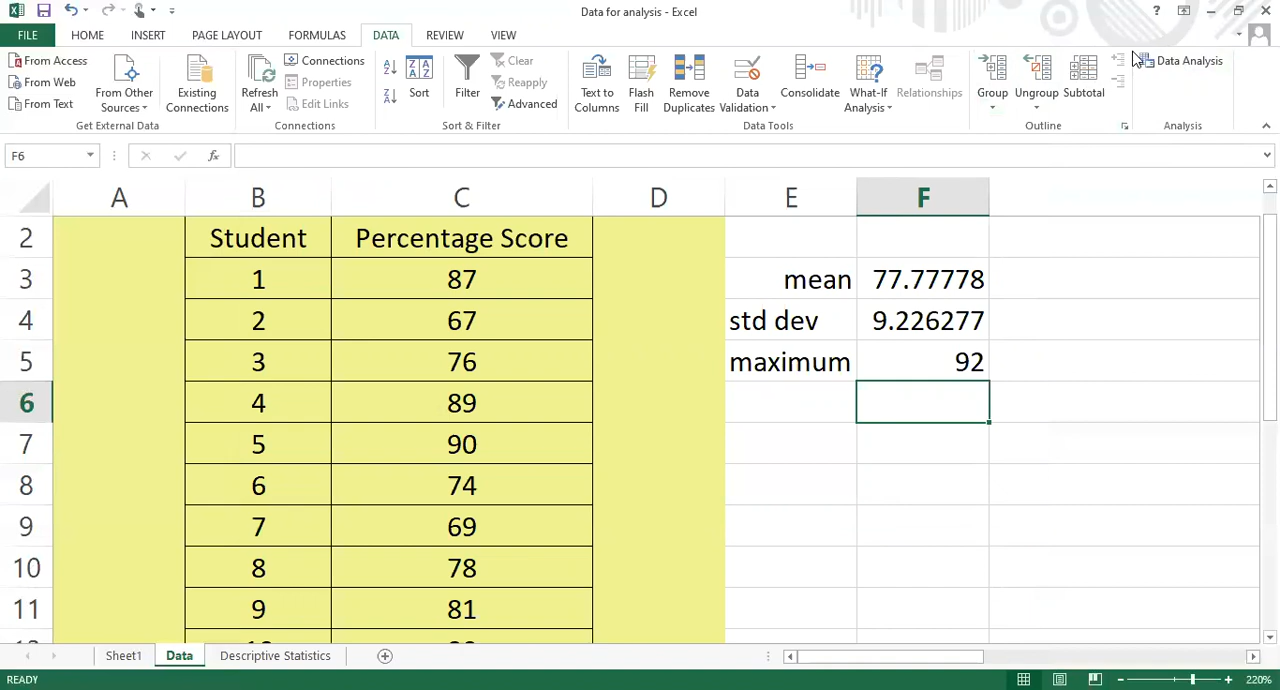 Data for analysis - Excel
?
FILE HOME INSERT PAGE LAYOUT FORMULAS DATA REVIEW VIEW
From Access
From Web
From Text
From Other Sources
Existing Connections
Get External Data
Refresh All
Connections
Properties
Edit Links
Connections
Sort
Filter
Clear
Reapply
Advanced
Sort & Filter
Text to Columns
Flash Fill
Remove Duplicates
Data Validation
Consolidate
What-If Analysis
Relationships
Data Tools
Group
Ungroup
Subtotal
Outline
Data Analysis
Analysis
F6 fx
A B C D E F
2 Student Percentage Score
3 1 87 mean 77.77778
4 2 67 std dev 9.226277
5 3 76 maximum 92
6 4 89
7 5 90
8 6 74
9 7 69
10 8 78
11 9 81
Sheet1 Data Descriptive Statistics
READY 220%